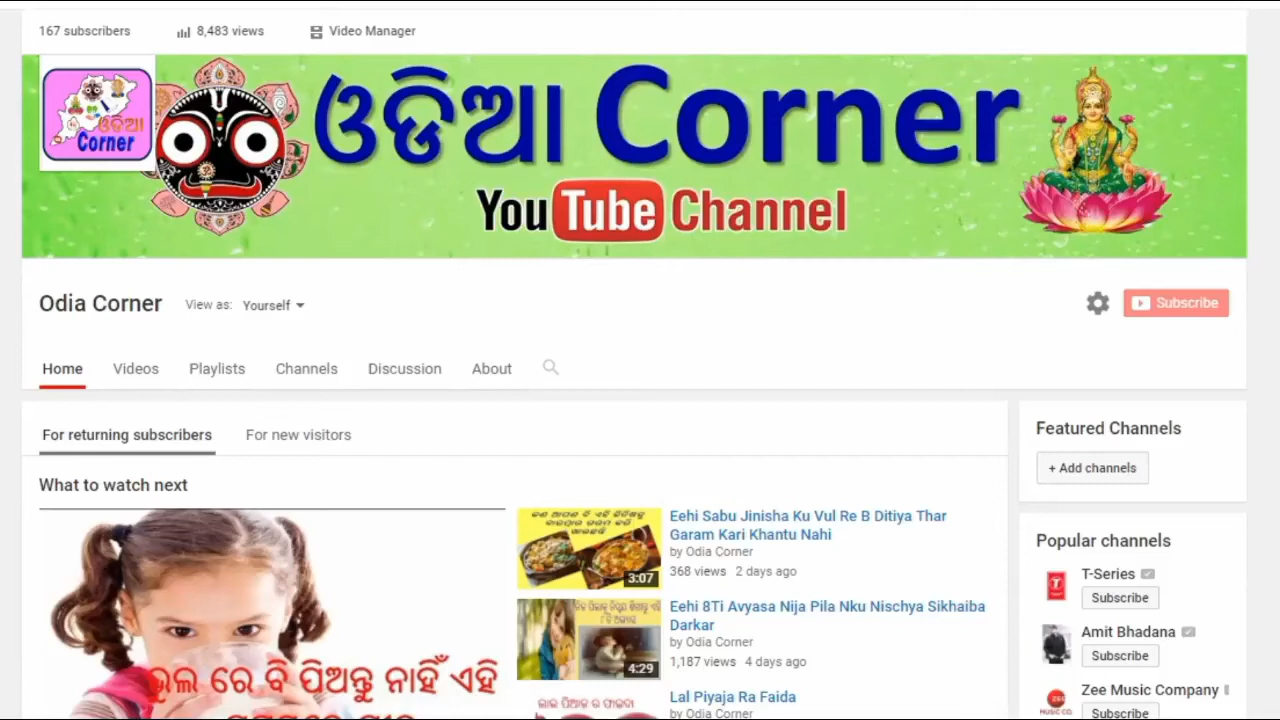 167 subscribers
8,483 views
Video Manager
ଓଡିଆ Corner
ଓଡିଆ
Corner
YouTube Channel
Odia Corner
View as: Yourself
Subscribe
Home
Videos
Playlists
Channels
Discussion
About
For returning subscribers
For new visitors
What to watch next
ଭୁଲ ରେ ବି ପିଅନ୍ତୁ ନାହିଁ ଏହି
3:07
Eehi Sabu Jinisha Ku Vul Re B Ditiya Thar
Garam Kari Khantu Nahi
by Odia Corner
368 views 2 days ago
4:29
Eehi 8Ti Avyasa Nija Pila Nku Nischya Sikhaiba
Darkar
by Odia Corner
1,187 views 4 days ago
ଲାଲ ପିଆଜ ର ଫାଇଦା
Lal Piyaja Ra Faida
by Odia Corner
Featured Channels
+ Add channels
Popular channels
T-Series
Subscribe
Amit Bhadana
Subscribe
ZEE
MUSIC CO.
Zee Music Company
Subscribe